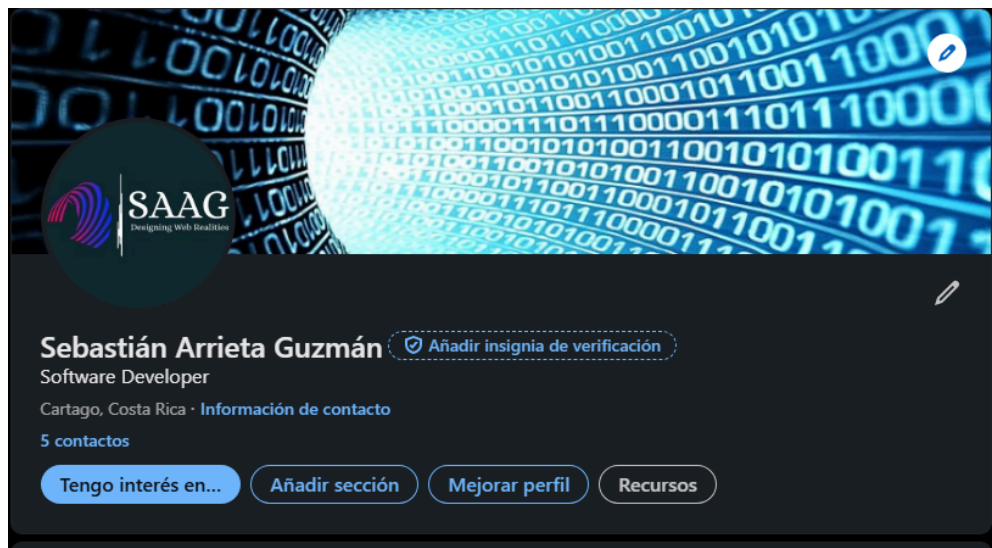 SAAG
Designing Web Realities
Sebastián Arrieta Guzmán
Añadir insignia de verificación
Software Developer
Cartago, Costa Rica · Información de contacto
5 contactos
Tengo interés en...
Añadir sección
Mejorar perfil
Recursos